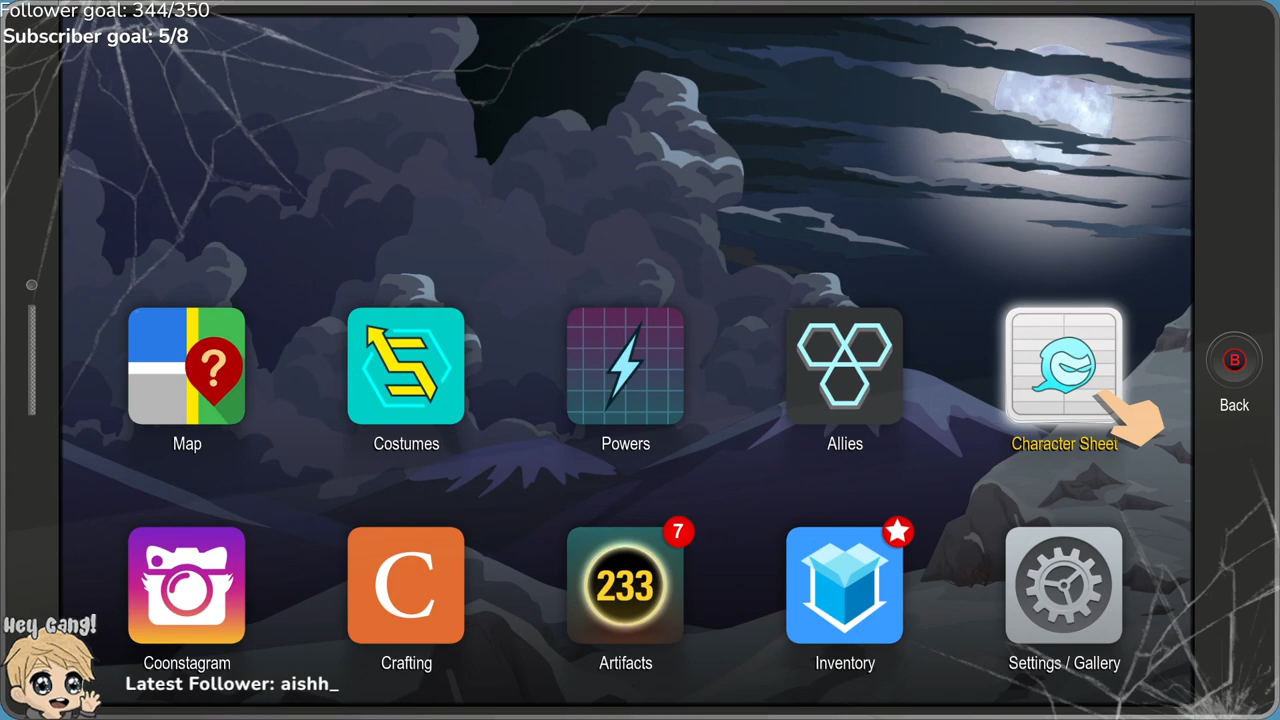 Follower goal: 344/350
Subscriber goal: 5/8
?
B
Back
Map
Costumes
Powers
Allies
Character Sheet
7
C
233
Coonstagram
Crafting
Artifacts
Inventory
Settings / Gallery
Hey Gang!
Latest Follower: aishh_